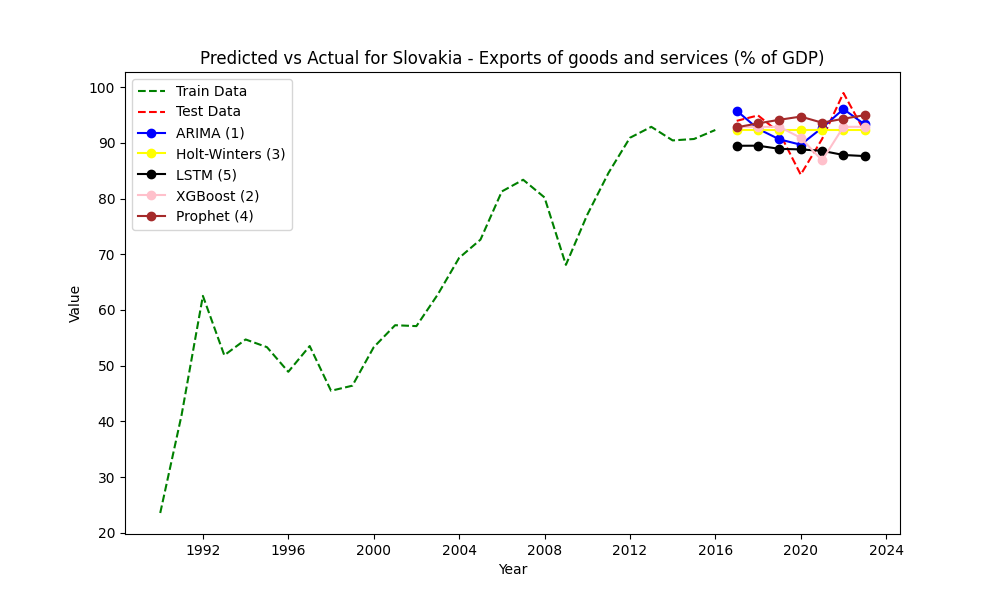 Predicted vs Actual for Slovakia - Exports of goods and services (% of GDP)
Train Data
Test Data
ARIMA (1)
Holt-Winters (3)
LSTM (5)
XGBoost (2)
Prophet (4)
Value
100
90
80
70
60
50
40
30
20
1992
1996
2000
2004
2008
2012
2016
2020
2024
Year